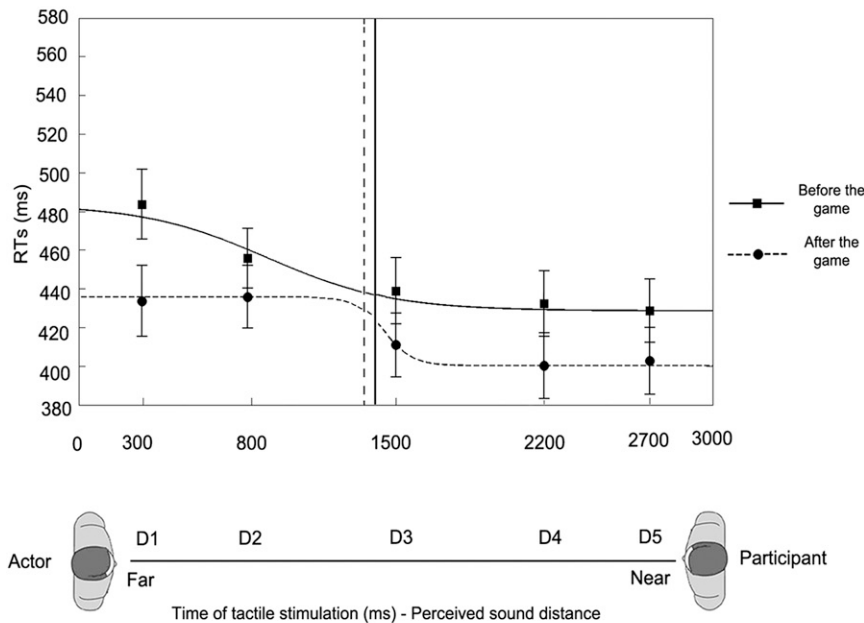 580
560
540
520
500
480
460
440
420
400
380
RTs (ms)
0 300 800 1500 2200 2700 3000
Before the
game
After the
game
D1 D2 D3 D4 D5
Actor
Participant
Far Near
Time of tactile stimulation (ms) - Perceived sound distance